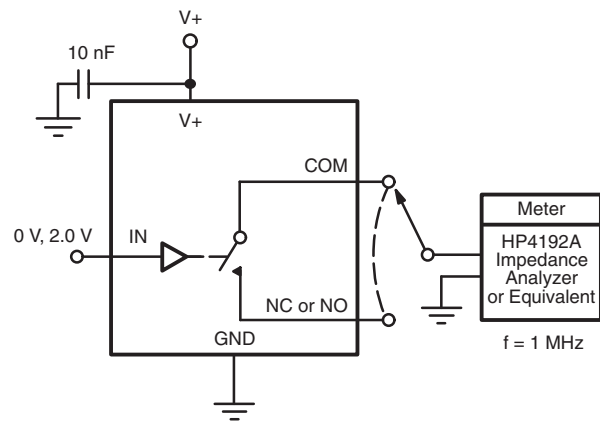 V+
10 nF
V+
COM
0 V, 2.0 V
IN
NC or NO
GND
Meter
HP4192A
Impedance
Analyzer
or Equivalent
f = 1 MHz